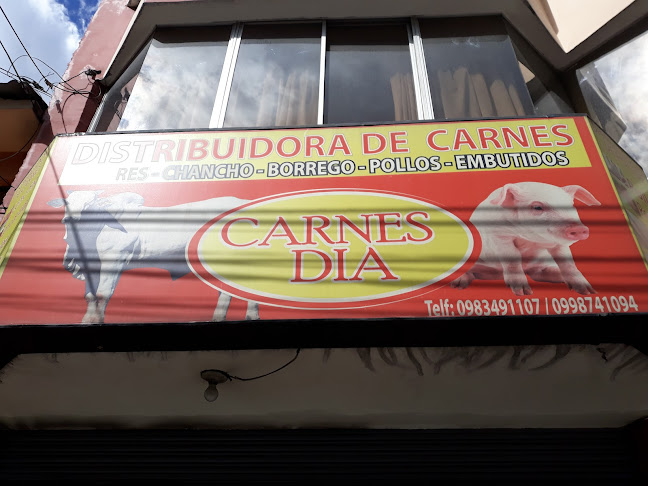 DISTRIBUIDORA DE CARNES
RES - CHANCHO - BORREGO - POLLOS - EMBUTIDOS
CARNES
DIA
Telf: 0983491107 | 0998741094